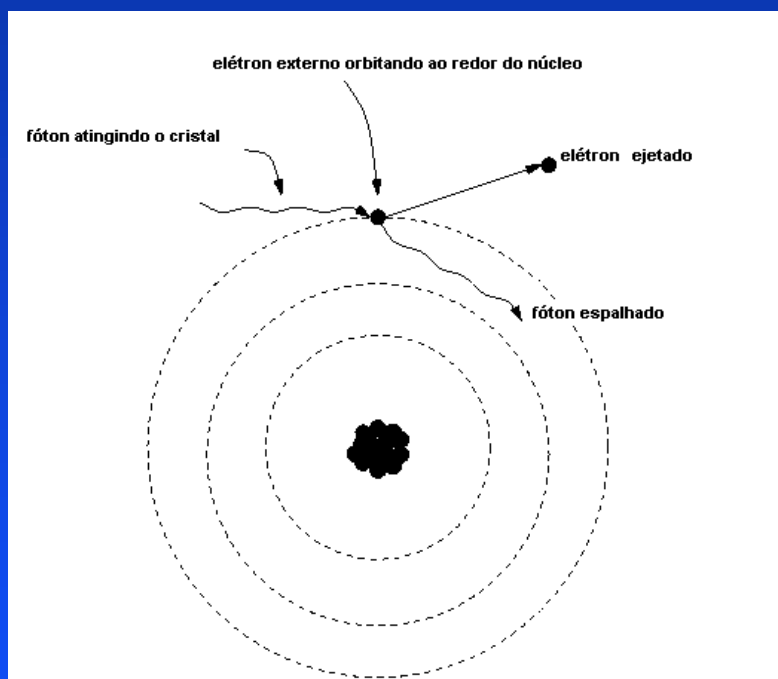 elétron externo orbitando ao redor do núcleo
fóton atingindo o cristal
elétron ejetado
fóton espalhado